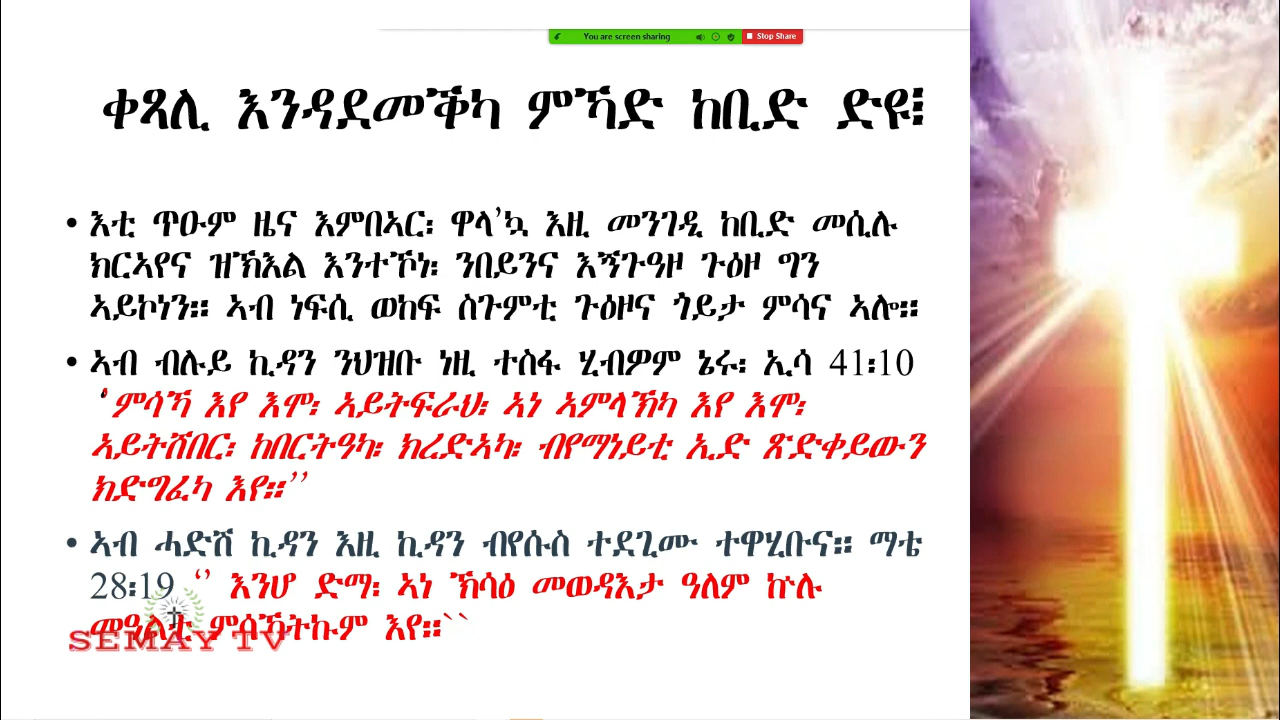 You are screen sharing Stop Share
ቀጻሊ እንዳደመቕካ ምኻድ ከቢድ ድዩ፧
• እቲ ጥዑም ዜና እምበኣር፡ ዋላ’ኳ እዚ መንገዲ ከቢድ መሲሉ
ክርኣየና ዝኽእል እንተኾነ፡ ንበይንና እኝጉዓዞ ጉዕዞ ግን
ኣይኮነን። ኣብ ነፍሲ ወከፍ ስጉምቲ ጉዕዞና ጎይታ ምሳና ኣሎ።
• ኣብ ብሉይ ኪዳን ንህዝቡ ነዚ ተስፋ ሂብዎም ኔሩ፡ ኢሳ 41፡10
‘ምሳኻ እየ እሞ፡ ኣይትፍራህ፡ ኣነ ኣምላኽካ እየ እሞ፡
ኣይትሸበር፡ ከበርትዓካ፡ ክረድኣካ፡ ብየማነይቲ ኢድ ጽድቀይውን
ክድግፈካ እየ።’’
• ኣብ ሓድሽ ኪዳን እዚ ኪዳን ብየሱስ ተደጊሙ ተዋሂቡና። ማቴ
28፡19 ‘’ እንሆ ድማ፡ ኣነ ኽሳዕ መወዳእታ ዓለም ኵሉ
መዓልቲ ምሳኻትኩም እየ።``
SEMAY TV